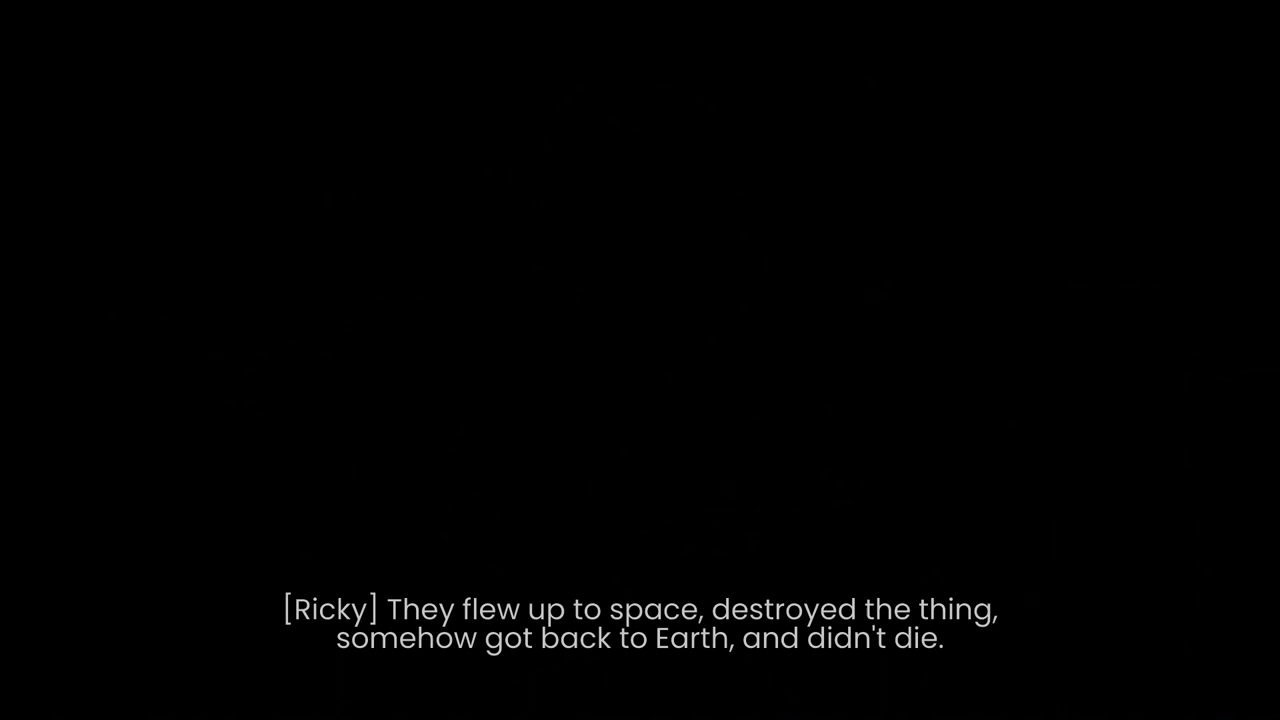 [Ricky] They flew up to space, destroyed the thing,
somehow got back to Earth, and didn't die.